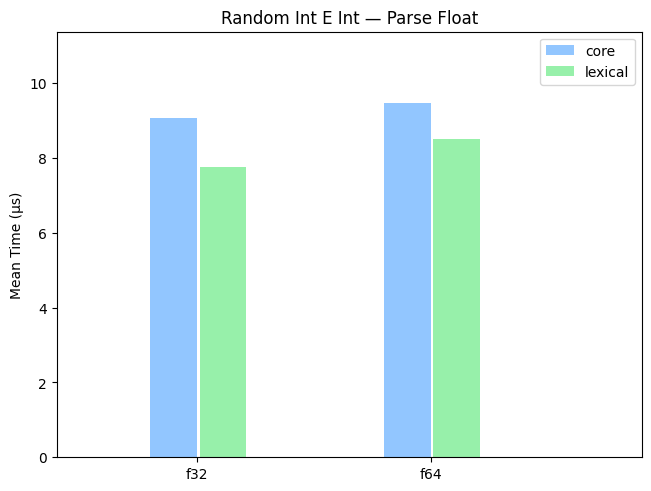 Random Int E Int — Parse Float
core
lexical
Mean Time (µs)
10
8
6
4
2
0
f32
f64